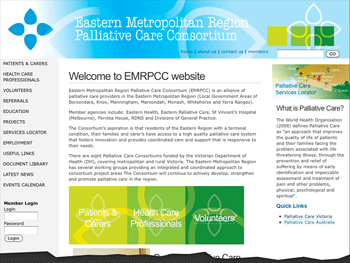 Eastern Metropolitan Region
Palliative Care Consortium
home | about us | contact us | members
GO
PATIENTS & CARERS
HEALTH CARE
PROFESSIONALS
VOLUNTEERS
REFERRALS
EDUCATION
PROJECTS
SERVICES LOCATOR
EMPLOYMENT
USEFUL LINKS
DOCUMENT LIBRARY
LATEST NEWS
EVENTS CALENDAR
Member Login
Login
Password
Login
Welcome to EMRPCC website
Eastern Metropolitan Region Palliative Care Consortium (EMRPCC) is an alliance of
palliative care providers in the Eastern Metropolitan Region (Local Government Areas of
Boroondara, Knox, Manningham, Maroondah, Monash, Whitehorse and Yarra Ranges).
Member agencies include: Eastern Health, Eastern Palliative Care, St Vincent's Hospital
(Melbourne), Fernlea House, RDNS and Divisions of General Practice.
The Consortium's aspiration is that residents of the Eastern Region with a terminal
condition, their families and carers have access to a high quality palliative care system
that fosters innovation and provides coordinated care and support that is responsive to
their needs.
There are eight Palliative Care Consortiums funded by the Victorian Department of
Health (DH), covering metropolitan and rural Victoria. The Eastern Metropolitan Region
has several working groups providing an integrated and coordinated approach to
consortium project areas The Consortium will continue to actively develop, strengthen
and promote palliative care in the region.
Patients &
Carers
Health Care
Professionals
Volunteers
Palliative Care
Services Locator
What is Palliative Care?
The World Health Organisation
(2008) defines Palliative Care
as "an approach that improves
the quality of life of patients
and their families facing the
problem associated with life
threatening illness, through the
prevention and relief of
suffering by means of early
identification and impeccable
assessment and treatment of
pain and other problems,
physical, psychological and
spiritual".
Quick Links
Palliative Care Victoria
Palliative Care Australia